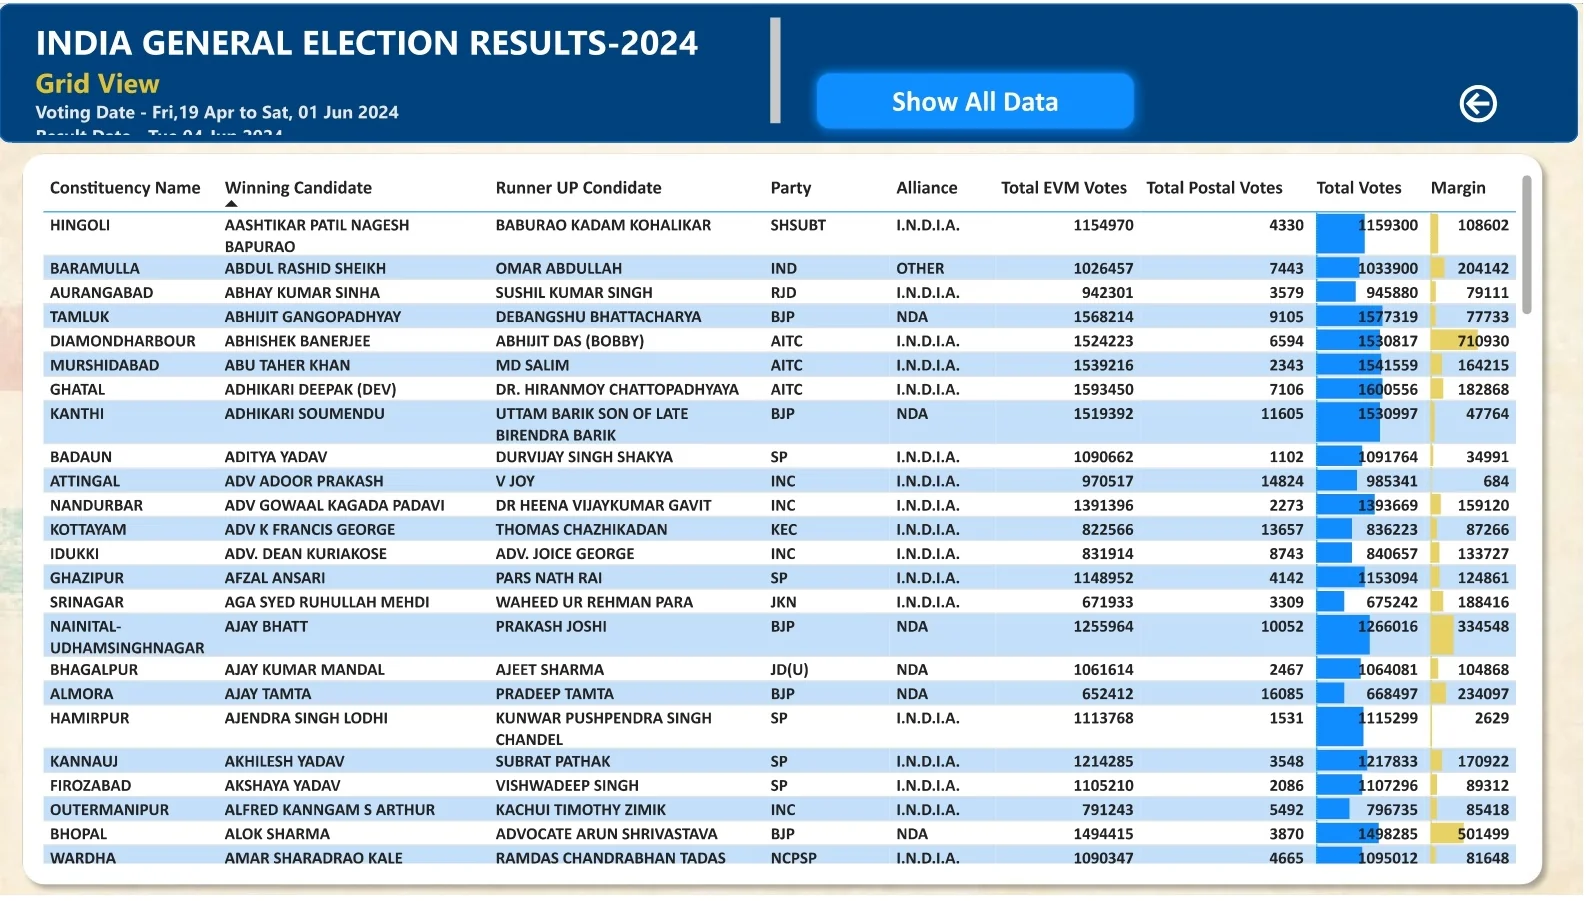 INDIA GENERAL ELECTION RESULTS-2024
Grid View
Voting Date - Fri,19 Apr to Sat, 01 Jun 2024
Result Date - Tue 04 Jun 2024
Show All Data
Constituency Name Winning Candidate Runner UP Condidate Party Alliance Total EVM Votes Total Postal Votes Total Votes Margin
HINGOLI AASHTIKAR PATIL NAGESH BABURAO KADAM KOHALIKAR SHSUBT I.N.D.I.A. 1154970 4330 1159300 108602
BAPURAO
BARAMULLA ABDUL RASHID SHEIKH OMAR ABDULLAH IND OTHER 1026457 7443 1033900 204142
AURANGABAD ABHAY KUMAR SINHA SUSHIL KUMAR SINGH RJD I.N.D.I.A. 942301 3579 945880 79111
TAMLUK ABHIJIT GANGOPADHYAY DEBANGSHU BHATTACHARYA BJP NDA 1568214 9105 1577319 77733
DIAMONDHARBOUR ABHISHEK BANERJEE ABHIJIT DAS (BOBBY) AITC I.N.D.I.A. 1524223 6594 1530817 710930
MURSHIDABAD ABU TAHER KHAN MD SALIM AITC I.N.D.I.A. 1539216 2343 1541559 164215
GHATAL ADHIKARI DEEPAK (DEV) DR. HIRANMOY CHATTOPADHYAYA AITC I.N.D.I.A. 1593450 7106 1600556 182868
KANTHI ADHIKARI SOUMENDU UTTAM BARIK SON OF LATE BJP NDA 1519392 11605 1530997 47764
BIRENDRA BARIK
BADAUN ADITYA YADAV DURVIJAY SINGH SHAKYA SP I.N.D.I.A. 1090662 1102 1091764 34991
ATTINGAL ADV ADOOR PRAKASH V JOY INC I.N.D.I.A. 970517 14824 985341 684
NANDURBAR ADV GOWAAL KAGADA PADAVI DR HEENA VIJAYKUMAR GAVIT INC I.N.D.I.A. 1391396 2273 1393669 159120
KOTTAYAM ADV K FRANCIS GEORGE THOMAS CHAZHIKADAN KEC I.N.D.I.A. 822566 13657 836223 87266
IDUKKI ADV. DEAN KURIAKOSE ADV. JOICE GEORGE INC I.N.D.I.A. 831914 8743 840657 133727
GHAZIPUR AFZAL ANSARI PARS NATH RAI SP I.N.D.I.A. 1148952 4142 1153094 124861
SRINAGAR AGA SYED RUHULLAH MEHDI WAHEED UR REHMAN PARA JKN I.N.D.I.A. 671933 3309 675242 188416
NAINITAL- AJAY BHATT PRAKASH JOSHI BJP NDA 1255964 10052 1266016 334548
UDHAMSINGHNAGAR
BHAGALPUR AJAY KUMAR MANDAL AJEET SHARMA JD(U) NDA 1061614 2467 1064081 104868
ALMORA AJAY TAMTA PRADEEP TAMTA BJP NDA 652412 16085 668497 234097
HAMIRPUR AJENDRA SINGH LODHI KUNWAR PUSHPENDRA SINGH SP I.N.D.I.A. 1113768 1531 1115299 2629
CHANDEL
KANNAUJ AKHILESH YADAV SUBRAT PATHAK SP I.N.D.I.A. 1214285 3548 1217833 170922
FIROZABAD AKSHAYA YADAV VISHWADEEP SINGH SP I.N.D.I.A. 1105210 2086 1107296 89312
OUTERMANIPUR ALFRED KANNGAM S ARTHUR KACHUI TIMOTHY ZIMIK INC I.N.D.I.A. 791243 5492 796735 85418
BHOPAL ALOK SHARMA ADVOCATE ARUN SHRIVASTAVA BJP NDA 1494415 3870 1498285 501499
WARDHA AMAR SHARADRAO KALE RAMDAS CHANDRABHAN TADAS NCPSP I.N.D.I.A. 1090347 4665 1095012 81648